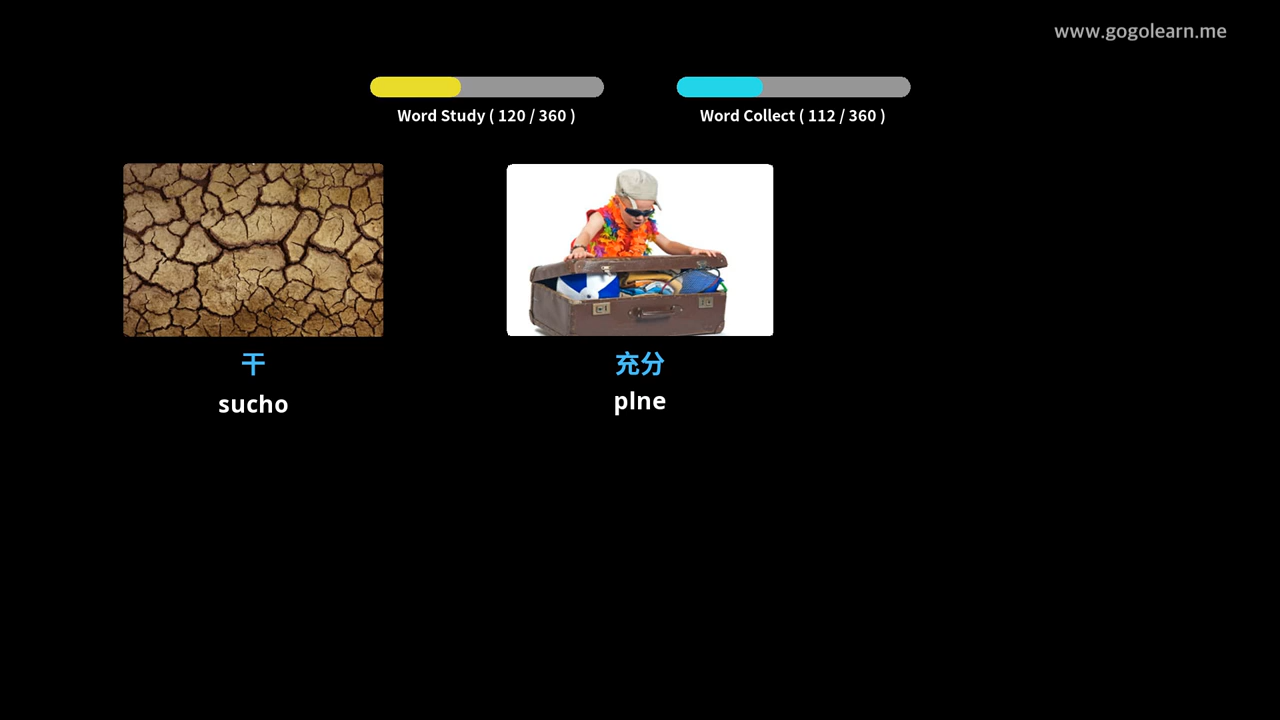 www.gogolearn.me
Word Study ( 120 / 360 )
Word Collect ( 112 / 360 )
干
sucho
充分
plne